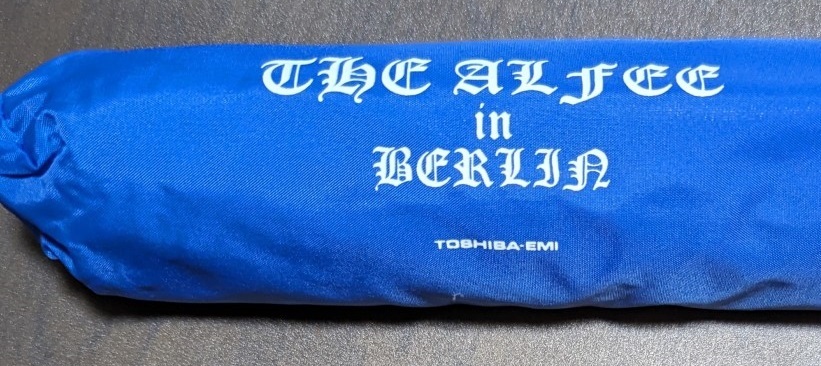 THE ALFEE
in
BERLIN
TOSHIBA-EMI